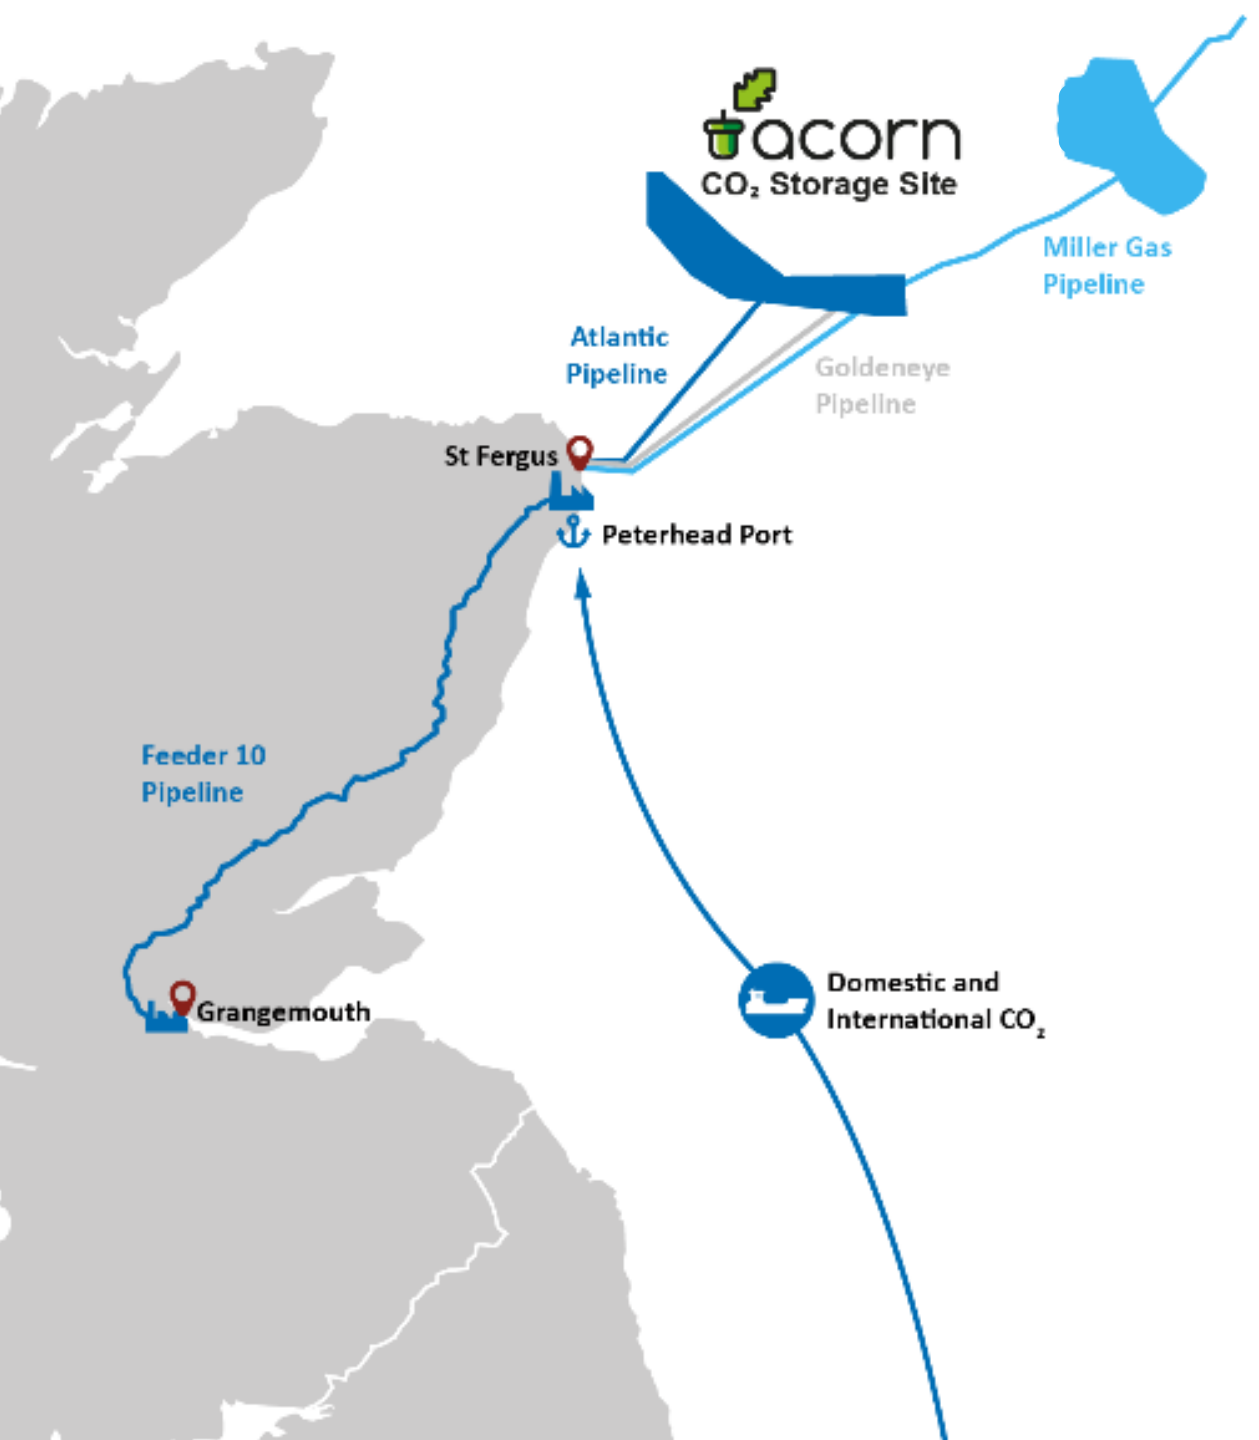 acorn
CO₂ Storage Site
Miller Gas
Pipeline
Atlantic
Pipeline
Goldeneye
Pipeline
St Fergus
Peterhead Port
Feeder 10
Pipeline
Domestic and
International CO₂
Grangemouth